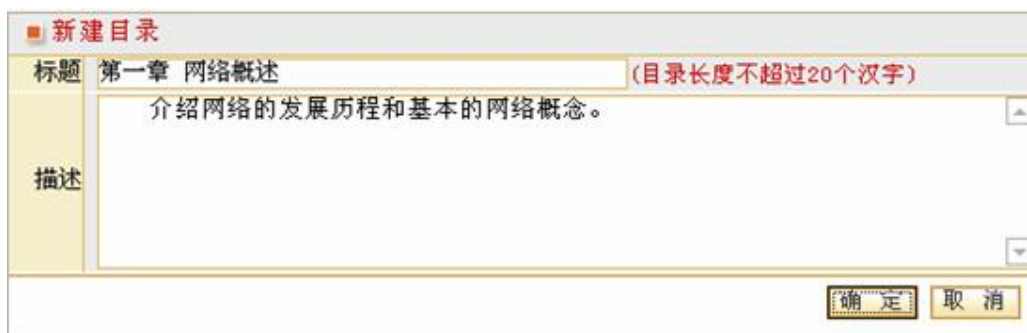 新建目录
标题 第一章 网络概述 (目录长度不超过20个汉字)
介绍网络的发展历程和基本的网络概念。
描述
确 定 取 消